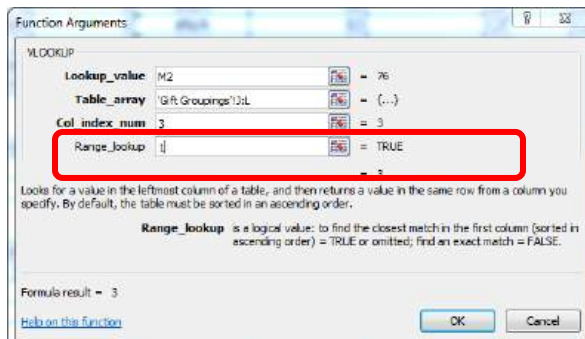 Function Arguments
VLOOKUP
Lookup_value M2 = 76
Table_array 'Gift Groupings'!J:L = {...}
Col_index_num 3 = 3
Range_lookup = TRUE
= 3
Looks for a value in the leftmost column of a table, and then returns a value in the same row from a column you
specify. By default, the table must be sorted in an ascending order.
Range_lookup is a logical value: to find the closest match in the first column (sorted in
ascending order) = TRUE or omitted; find an exact match = FALSE.
Formula result = 3
Help on this function
OK Cancel